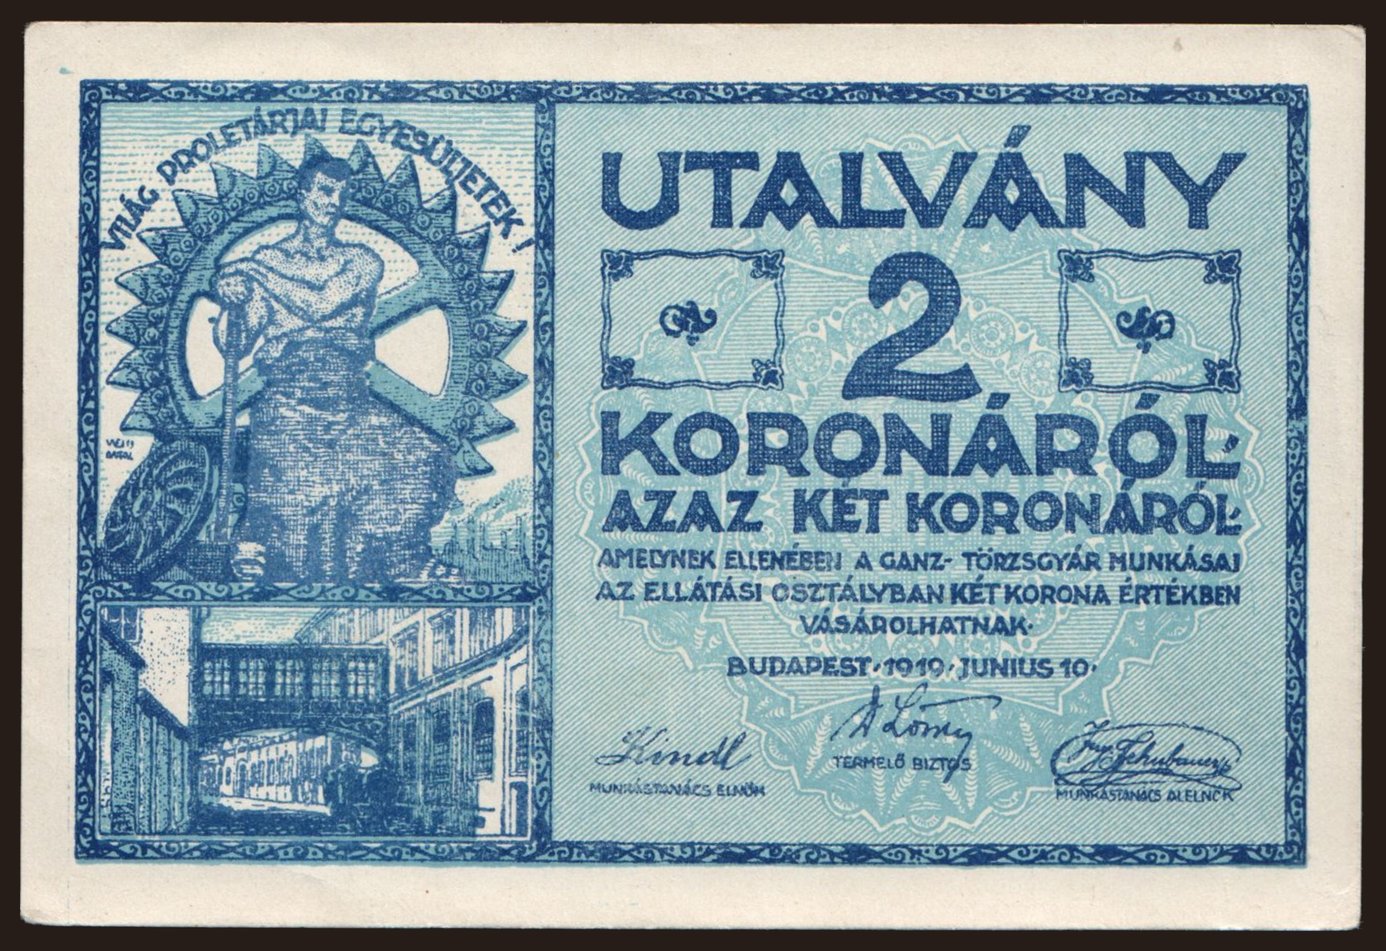 VILÁG PROLETÁRJAI EGYESÜLJETEK!
UTALVÁNY
2
KORONÁRÓL·
AZAZ KÉT KORONÁRÓL·
AMELYNEK ELLENÉBEN A GANZ- TÖRZSGYÁR MUNKÁSAI
AZ ELLÁTÁSI OSZTÁLYBAN KÉT KORONA ÉRTÉKBEN
VÁSÁROLHATNAK·
BUDAPEST·1919·JUNIUS 10·
Kindl
MUNKÁSTANÁCS ELNÖK
TERMELŐ BIZTOS
MUNKÁSTANÁCS ALELNÖK